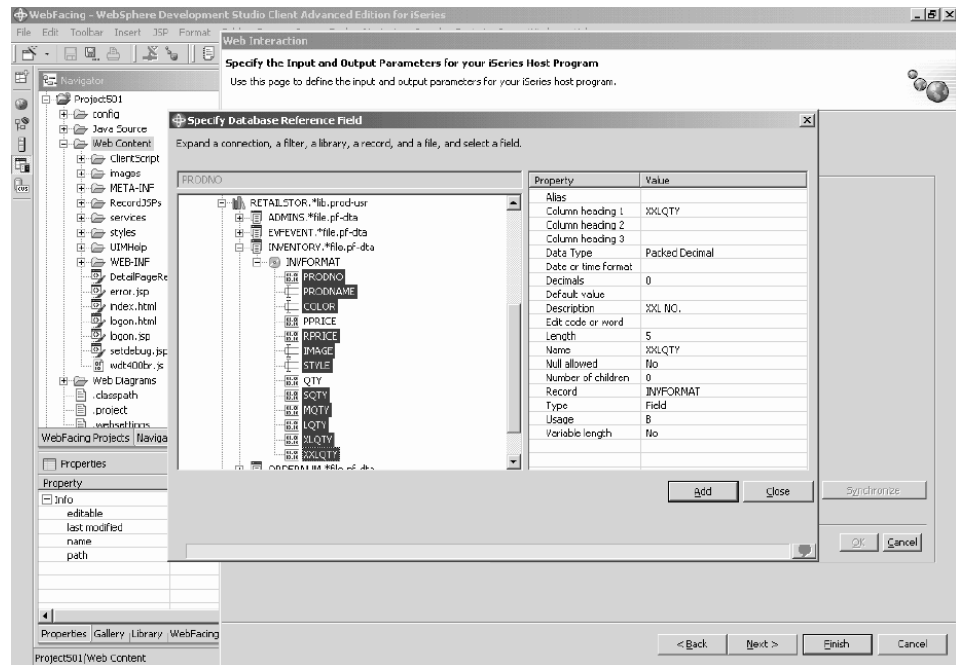 WebFacing - WebSphere Development Studio Client Advanced Edition for iSeries
File Edit Toolbar Insert JSP Format
Web Interaction
Specify the Input and Output Parameters for your iSeries Host Program
Use this page to define the input and output parameters for your iSeries host program.
Navigator
Project501
config
Java Source
Web Content
ClientScript
images
META-INF
RecordJSPs
services
styles
UIMHelp
WEB-INF
DetailPageRe
error.jsp
index.html
logon.html
logon.jsp
setdebug.jsp
wdt400br.js
Web Diagrams
.classpath
.project
.websettings
WebFacing Projects Naviga
Specify Database Reference Field
Expand a connection, a filter, a library, a record, and a file, and select a field.
PRODNO
RETAILSTOR.*lib.prod-usr
ADMINS.*file.pf-dta
EVFEVENT.*file.pf-dta
INVENTORY.*file.pf-dta
INVFORMAT
PRODNO
PRODNAME
COLOR
PPRICE
RPRICE
IMAGE
STYLE
QTY
SQTY
MQTY
LQTY
XLQTY
XXLQTY
ORDERNUM.*file.pf-dta
Property Value
Alias
Column heading 1 XXLQTY
Column heading 2
Column heading 3
Data Type Packed Decimal
Date or time format
Decimals 0
Default value
Description XXL NO.
Edit code or word
Length 5
Name XXLQTY
Null allowed No
Number of children 0
Record INVFORMAT
Type Field
Usage B
Variable length No
Add Close
Synchronize
OK Cancel
Properties
Property
Info
editable
last modified
name
path
Properties Gallery Library WebFacing
< Back Next > Finish Cancel
Project501/Web Content